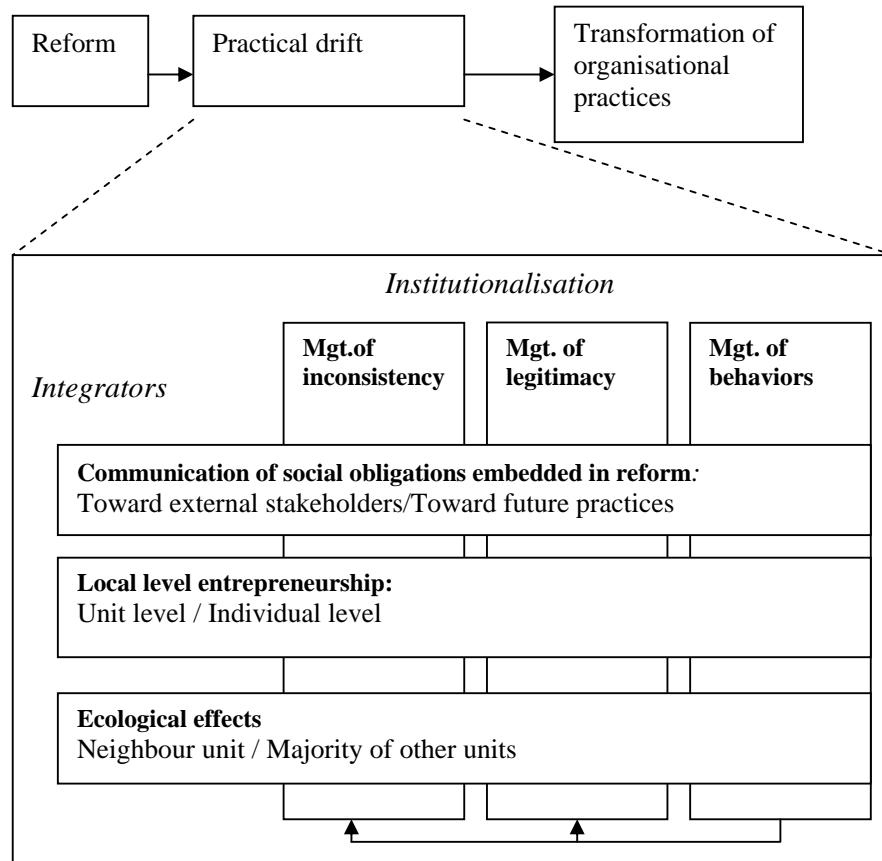 Reform
Practical drift
Transformation of
organisational
practices
Institutionalisation
Integrators
Mgt.of
inconsistency
Mgt. of
legitimacy
Mgt. of
behaviors
Communication of social obligations embedded in reform:
Toward external stakeholders/Toward future practices
Local level entrepreneurship:
Unit level / Individual level
Ecological effects
Neighbour unit / Majority of other units